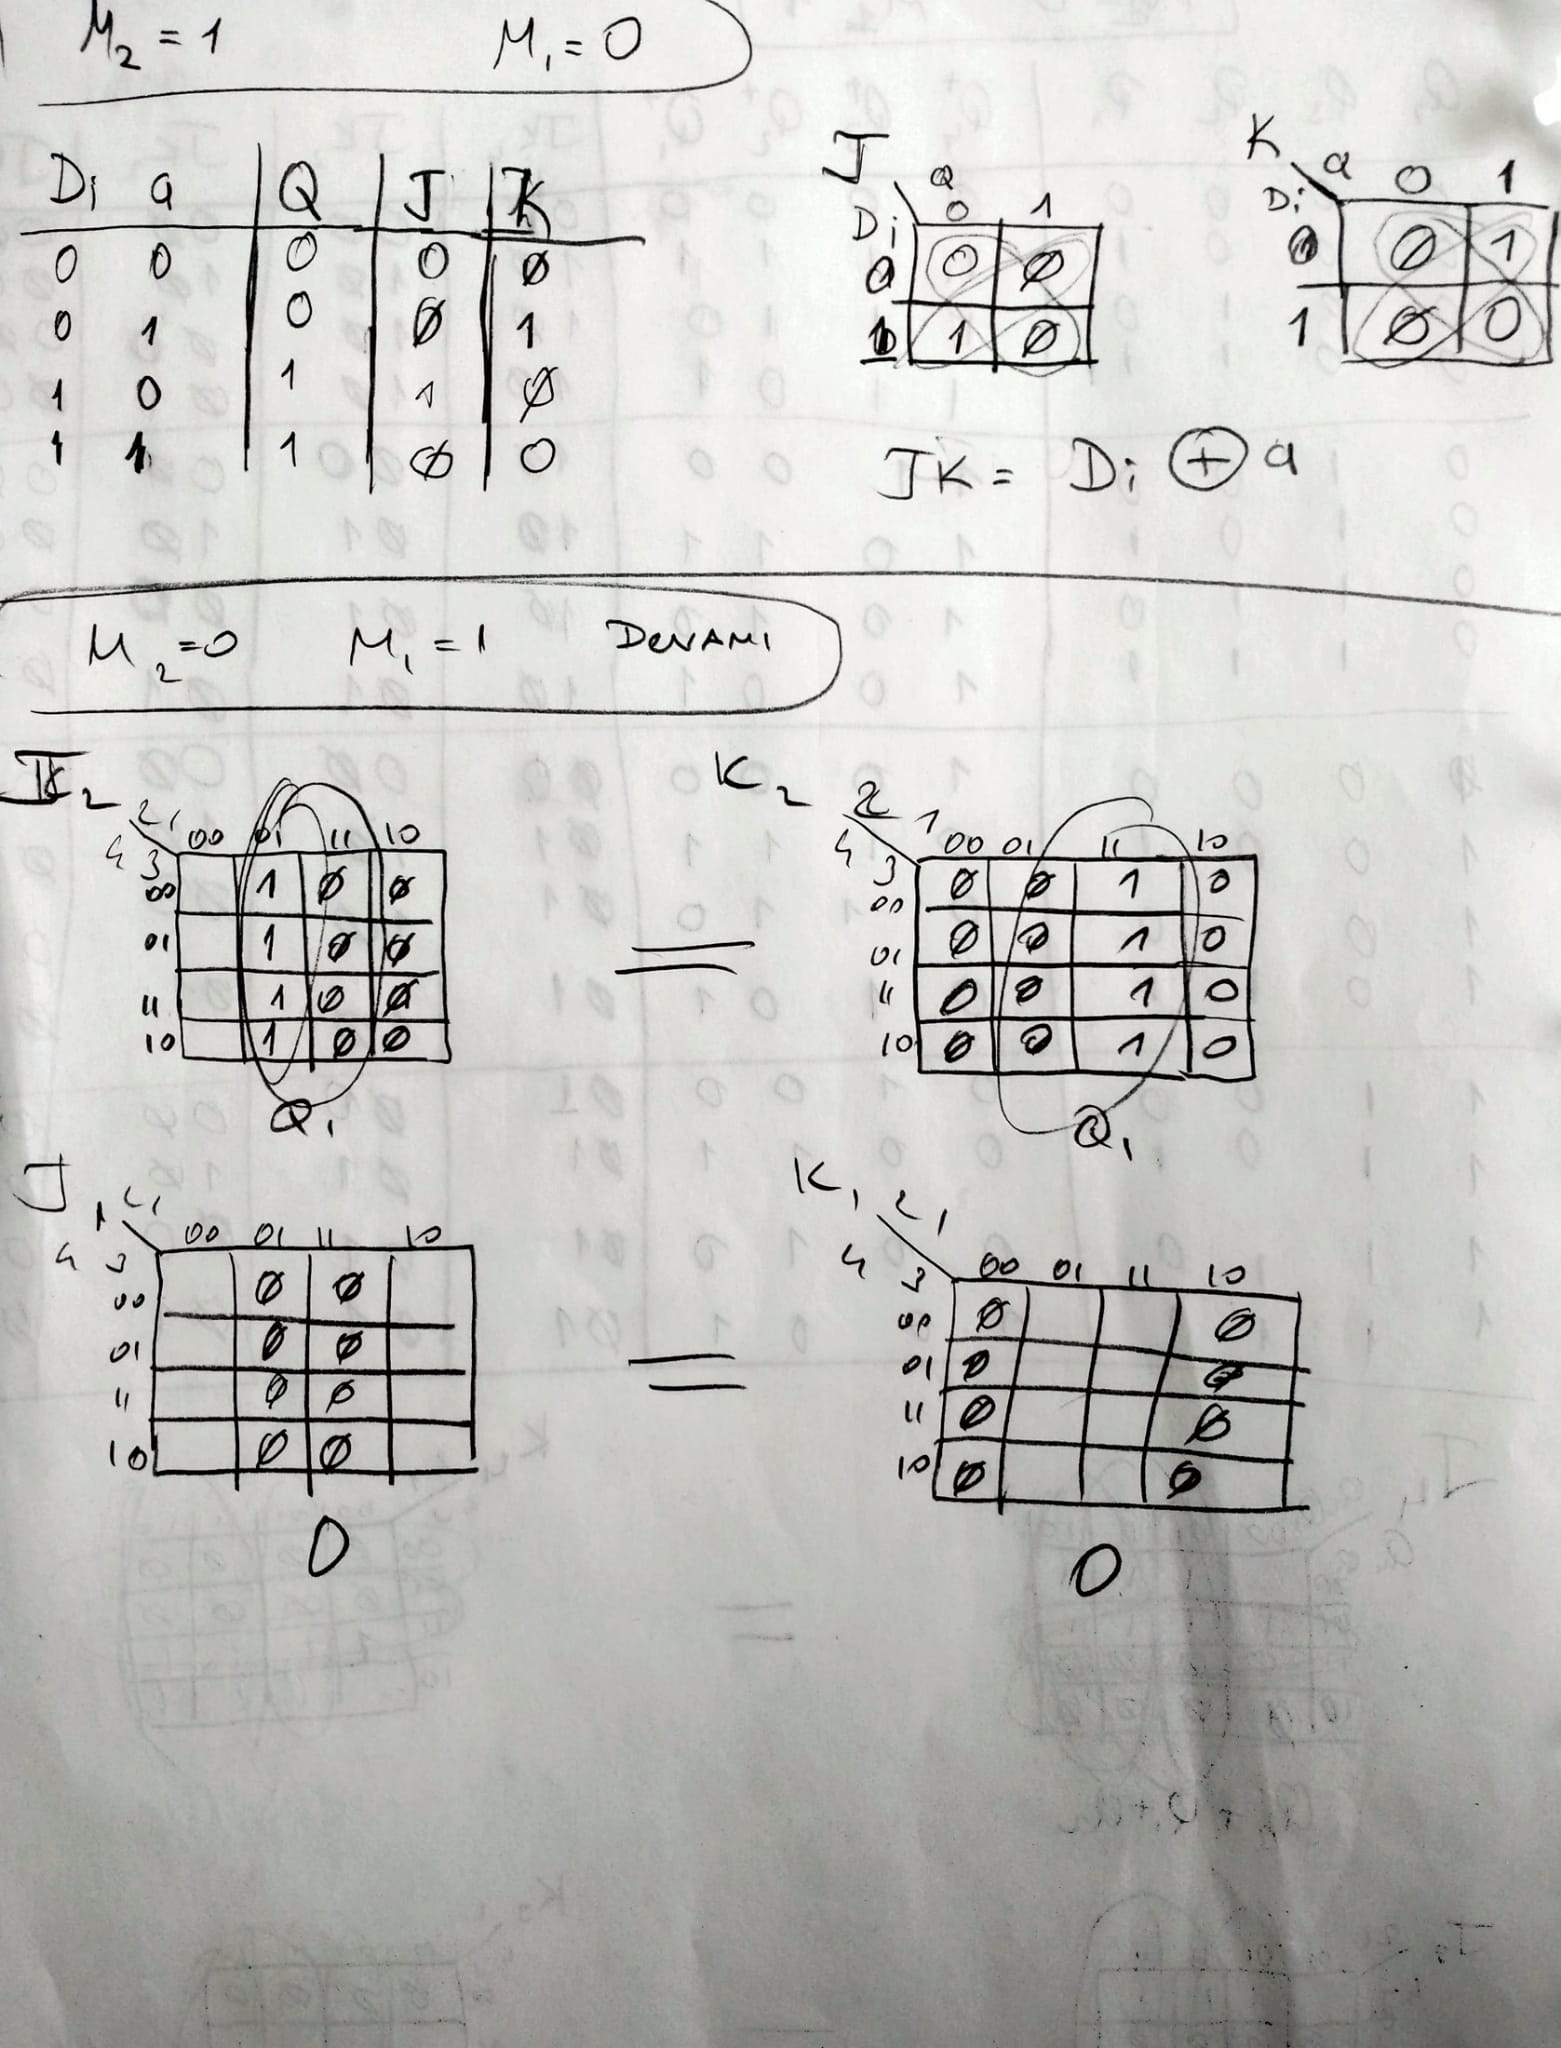 M₂ = 1 M₁ = 0
Di a Q J K
0 0 0 0 Ø
0 1 0 Ø 1
1 0 1 1 Ø
1 1 1 Ø 0
J
Q
Di 0 1
0 0 Ø
1 1 Ø
K
Di a 0 1
0 Ø 1
1 Ø 0
JK = Di ⊕ a
M₂ = 0 M₁ = 1 DEVAMI
J₂
21
43 00 01 11 10
00 1 Ø Ø
01 1 Ø Ø
11 1 Ø Ø
10 1 Ø Ø
Q₁
=
K₂
21
43 00 01 11 10
00 Ø Ø 1 0
01 Ø Ø 1 0
11 Ø Ø 1 0
10 Ø Ø 1 0
Q₁
J₁
21
43 00 01 11 10
00 Ø Ø
01 Ø Ø
11 Ø Ø
10 Ø Ø
0
=
K₁
21
43 00 01 11 10
00 Ø Ø
01 Ø Ø
11 Ø Ø
10 Ø Ø
0